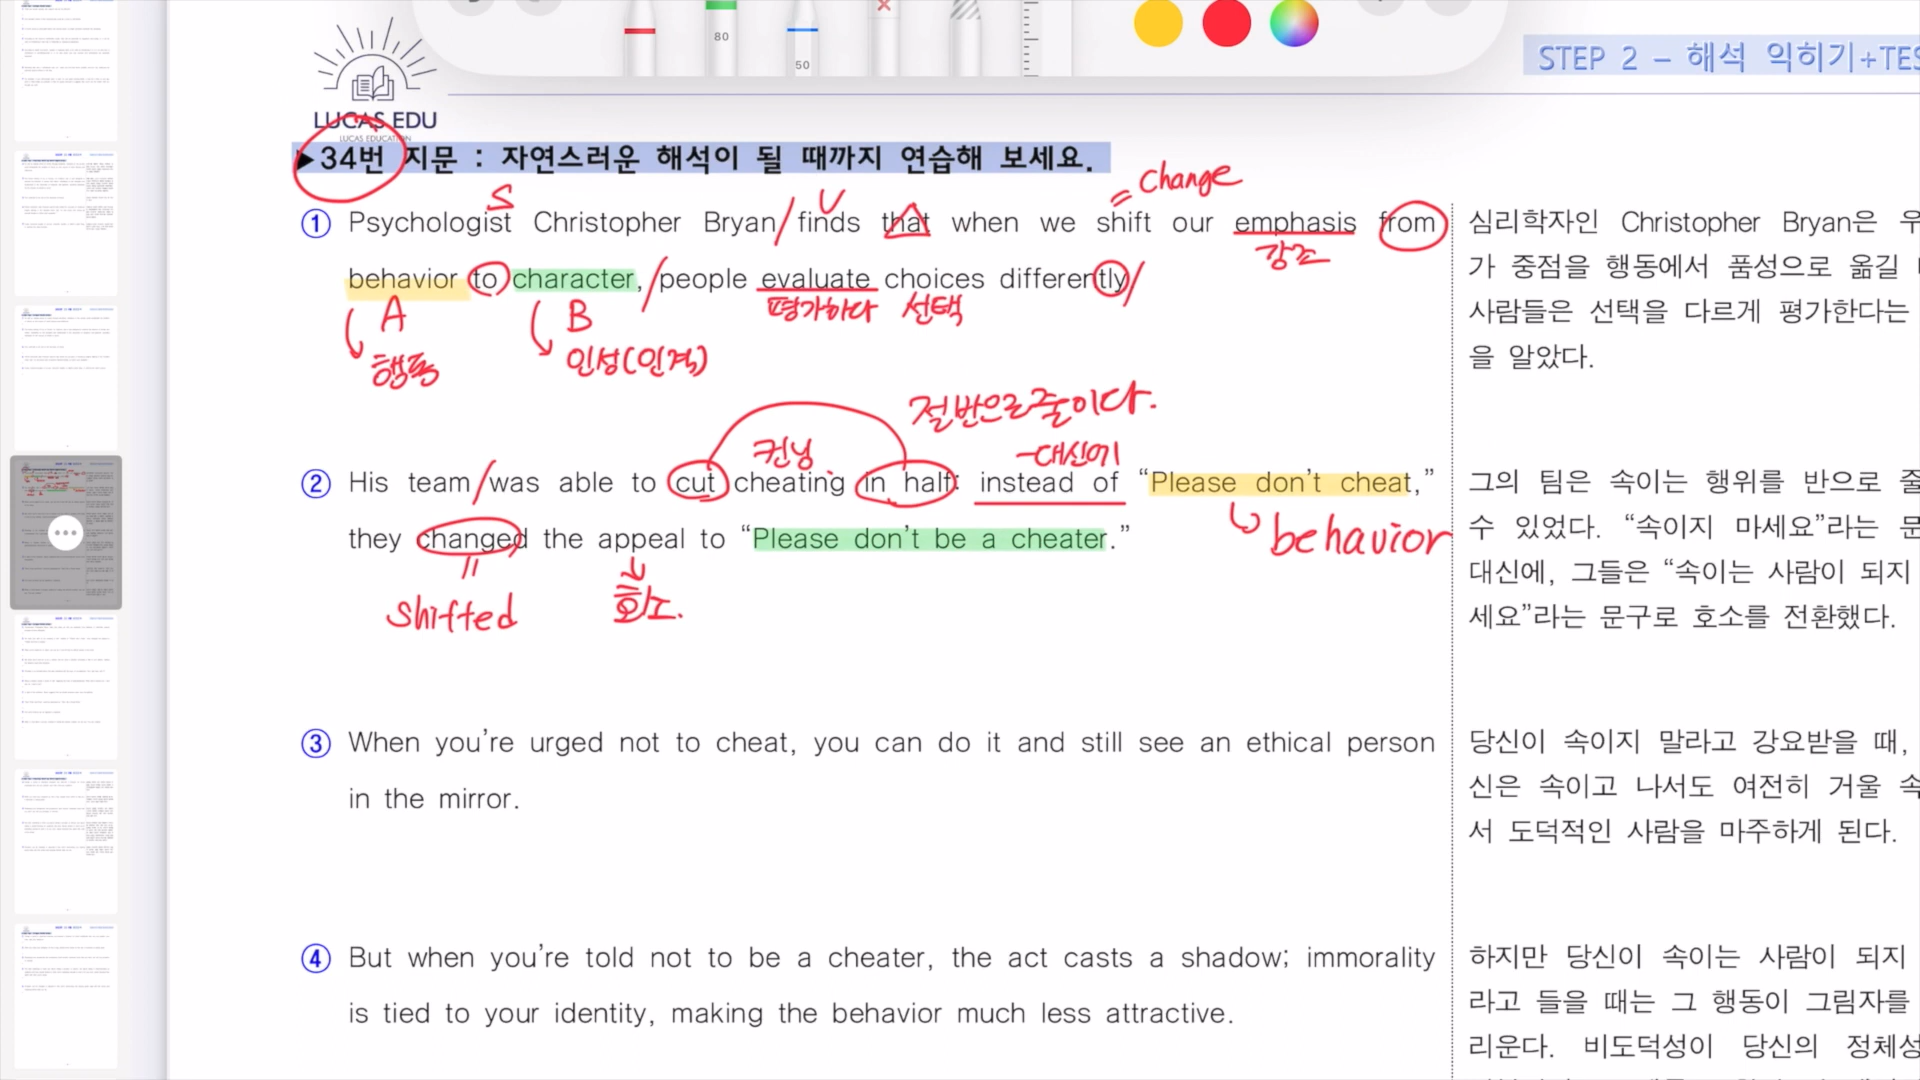 80
50
STEP 2 – 해석 익히기+TES
LUCAS EDU
LUCAS EDUCATION
▶34번 지문 : 자연스러운 해석이 될 때까지 연습해 보세요.
S
V
= change
① Psychologist Christopher Bryan/ finds that when we shift our emphasis from
강조
behavior to character, / people evaluate choices differently/
A
B
평가하다 선택
행동
인성(인격)
심리학자인 Christopher Bryan은 우
가 중점을 행동에서 품성으로 옮길
사람들은 선택을 다르게 평가한다는
을 알았다.
절반으로 줄이다.
컨닝
~대신에
② His team/was able to cut cheating in half: instead of “Please don’t cheat,”
behavior
they changed the appeal to “Please don’t be a cheater.”
=
shifted
호소.
그의 팀은 속이는 행위를 반으로 줄
수 있었다. “속이지 마세요”라는 문
대신에, 그들은 “속이는 사람이 되지
세요”라는 문구로 호소를 전환했다.
③ When you’re urged not to cheat, you can do it and still see an ethical person
in the mirror.
당신이 속이지 말라고 강요받을 때,
신은 속이고 나서도 여전히 거울 속
서 도덕적인 사람을 마주하게 된다.
④ But when you’re told not to be a cheater, the act casts a shadow; immorality
is tied to your identity, making the behavior much less attractive.
하지만 당신이 속이는 사람이 되지
라고 들을 때는 그 행동이 그림자를
리운다. 비도덕성이 당신의 정체성